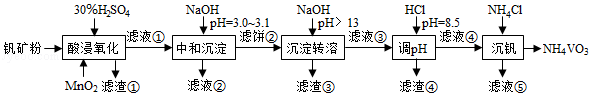 30%H₂SO₄ NaOH NaOH HCl NH₄Cl
pH=3.0~3.1 pH>13 pH=8.5
钒矿粉 酸浸氧化 滤液① 中和沉淀 滤饼② 沉淀转溶 滤液③ 调pH 滤液④ 沉钒 NH₄VO₃
MnO₂ 滤渣① 滤液② 滤渣③ 滤渣④ 滤液⑤